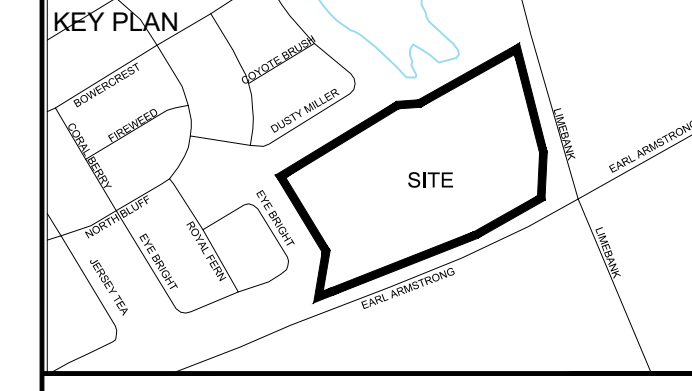 KEY PLAN
COYOTE BRUSH
BOWERCREST
DUSTY MILLER
FIREWEED
CORALBERRY
LIMEBANK
EARL ARMSTRONG
SITE
NORTH BLUFF
EYE BRIGHT
ROYAL FERN
EYE BRIGHT
LIMEBANK
JERSEY TEA
EARL ARMSTRONG